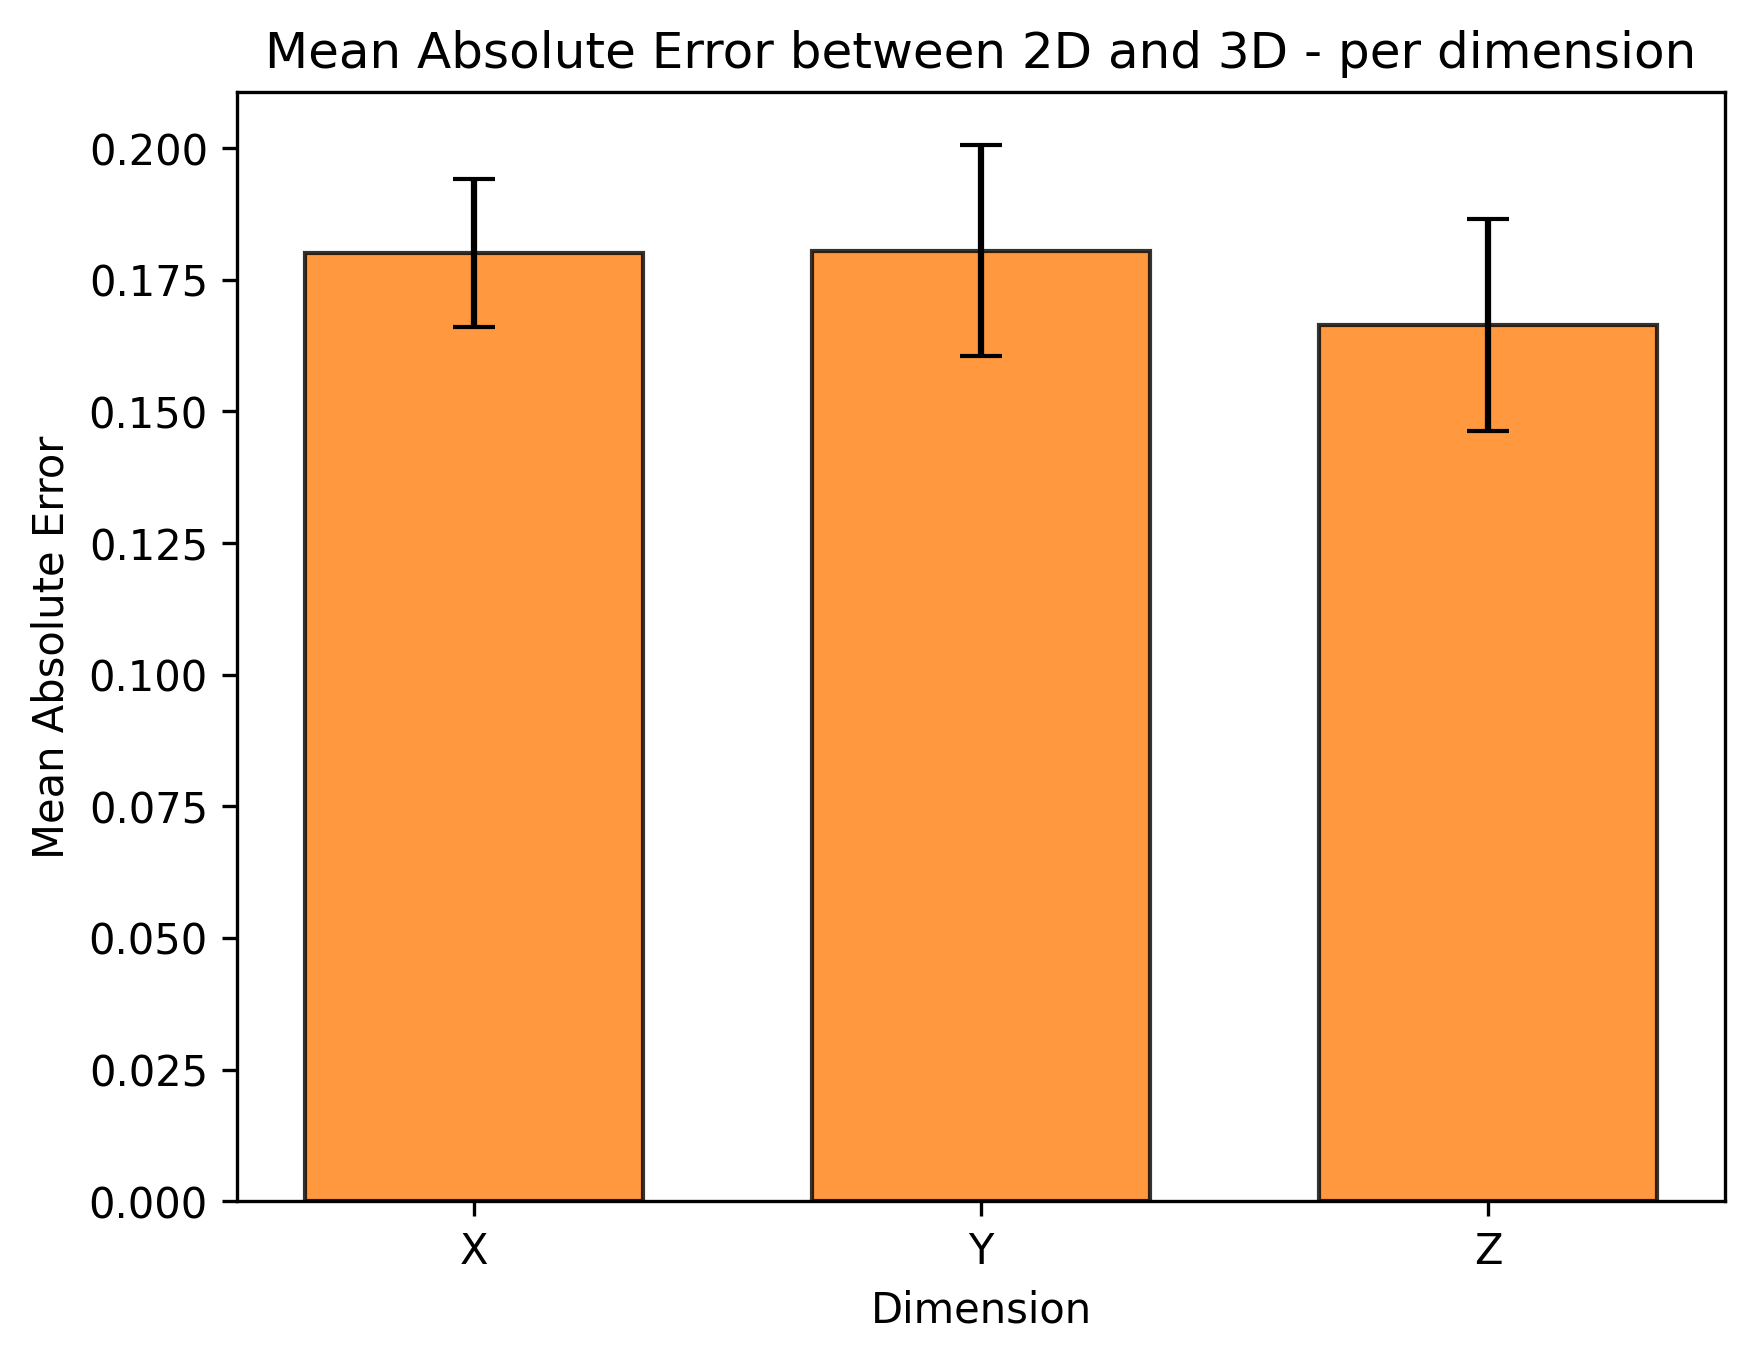 Mean Absolute Error between 2D and 3D - per dimension
0.200
0.175
0.150
0.125
0.100
0.075
0.050
0.025
0.000
Mean Absolute Error
X
Y
Z
Dimension